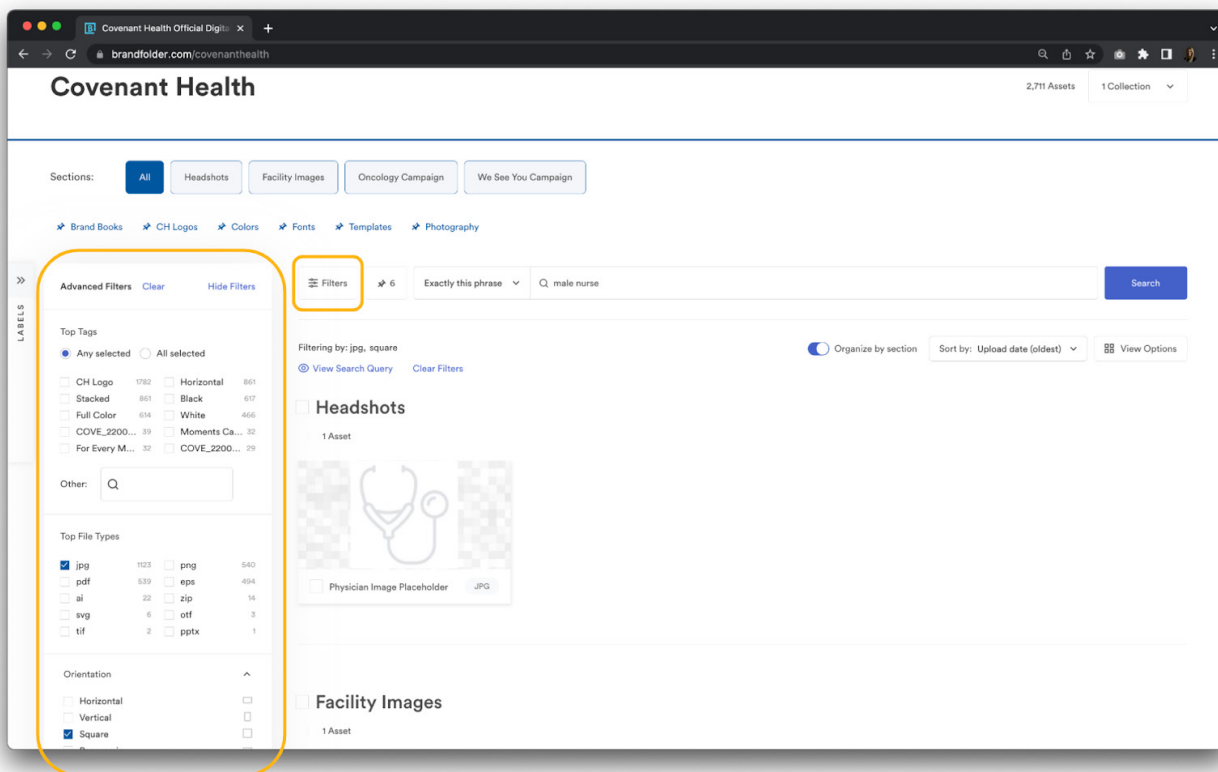 Covenant Health Official Digita
brandfolder.com/covenanthealth
Covenant Health
2,711 Assets
1 Collection
Sections:
All
Headshots
Facility Images
Oncology Campaign
We See You Campaign
Brand Books
CH Logos
Colors
Fonts
Templates
Photography
LABELS
Advanced Filters Clear Hide Filters
Filters
6
Exactly this phrase
male nurse
Search
Top Tags
Any selected All selected
CH Logo 1782 Horizontal 861
Stacked 861 Black 617
Full Color 614 White 466
COVE_2200... 39 Moments Ca... 32
For Every M... 32 COVE_2200... 29
Other:
Top File Types
jpg 1123 png 540
pdf 539 eps 494
ai 22 zip 14
svg 6 otf 3
tif 2 pptx 1
Orientation
Horizontal
Vertical
Square
Filtering by: jpg, square
Organize by section
Sort by: Upload date (oldest)
View Options
View Search Query Clear Filters
Headshots
1 Asset
Physician Image Placeholder JPG
Facility Images
1 Asset